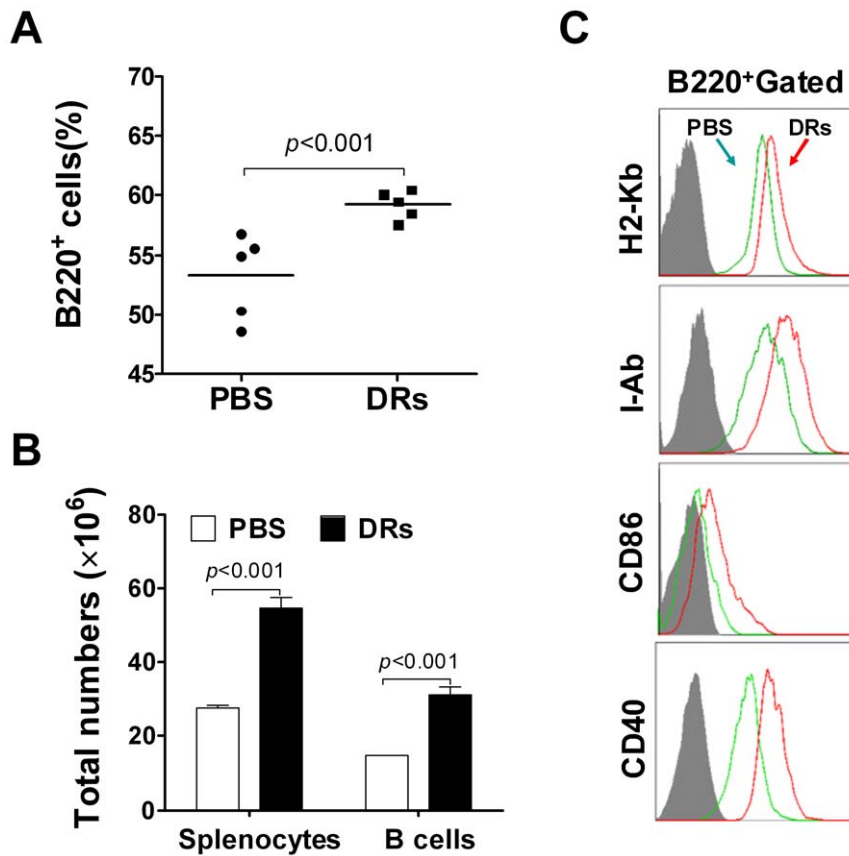 A
B220⁺ cells(%)
70
65
60
55
50
45
p<0.001
PBS
DRs
B
Total numbers (×10⁶)
80
60
40
20
0
PBS
DRs
p<0.001
p<0.001
Splenocytes
B cells
C
B220⁺Gated
PBS
DRs
H2-Kb
I-Ab
CD86
CD40